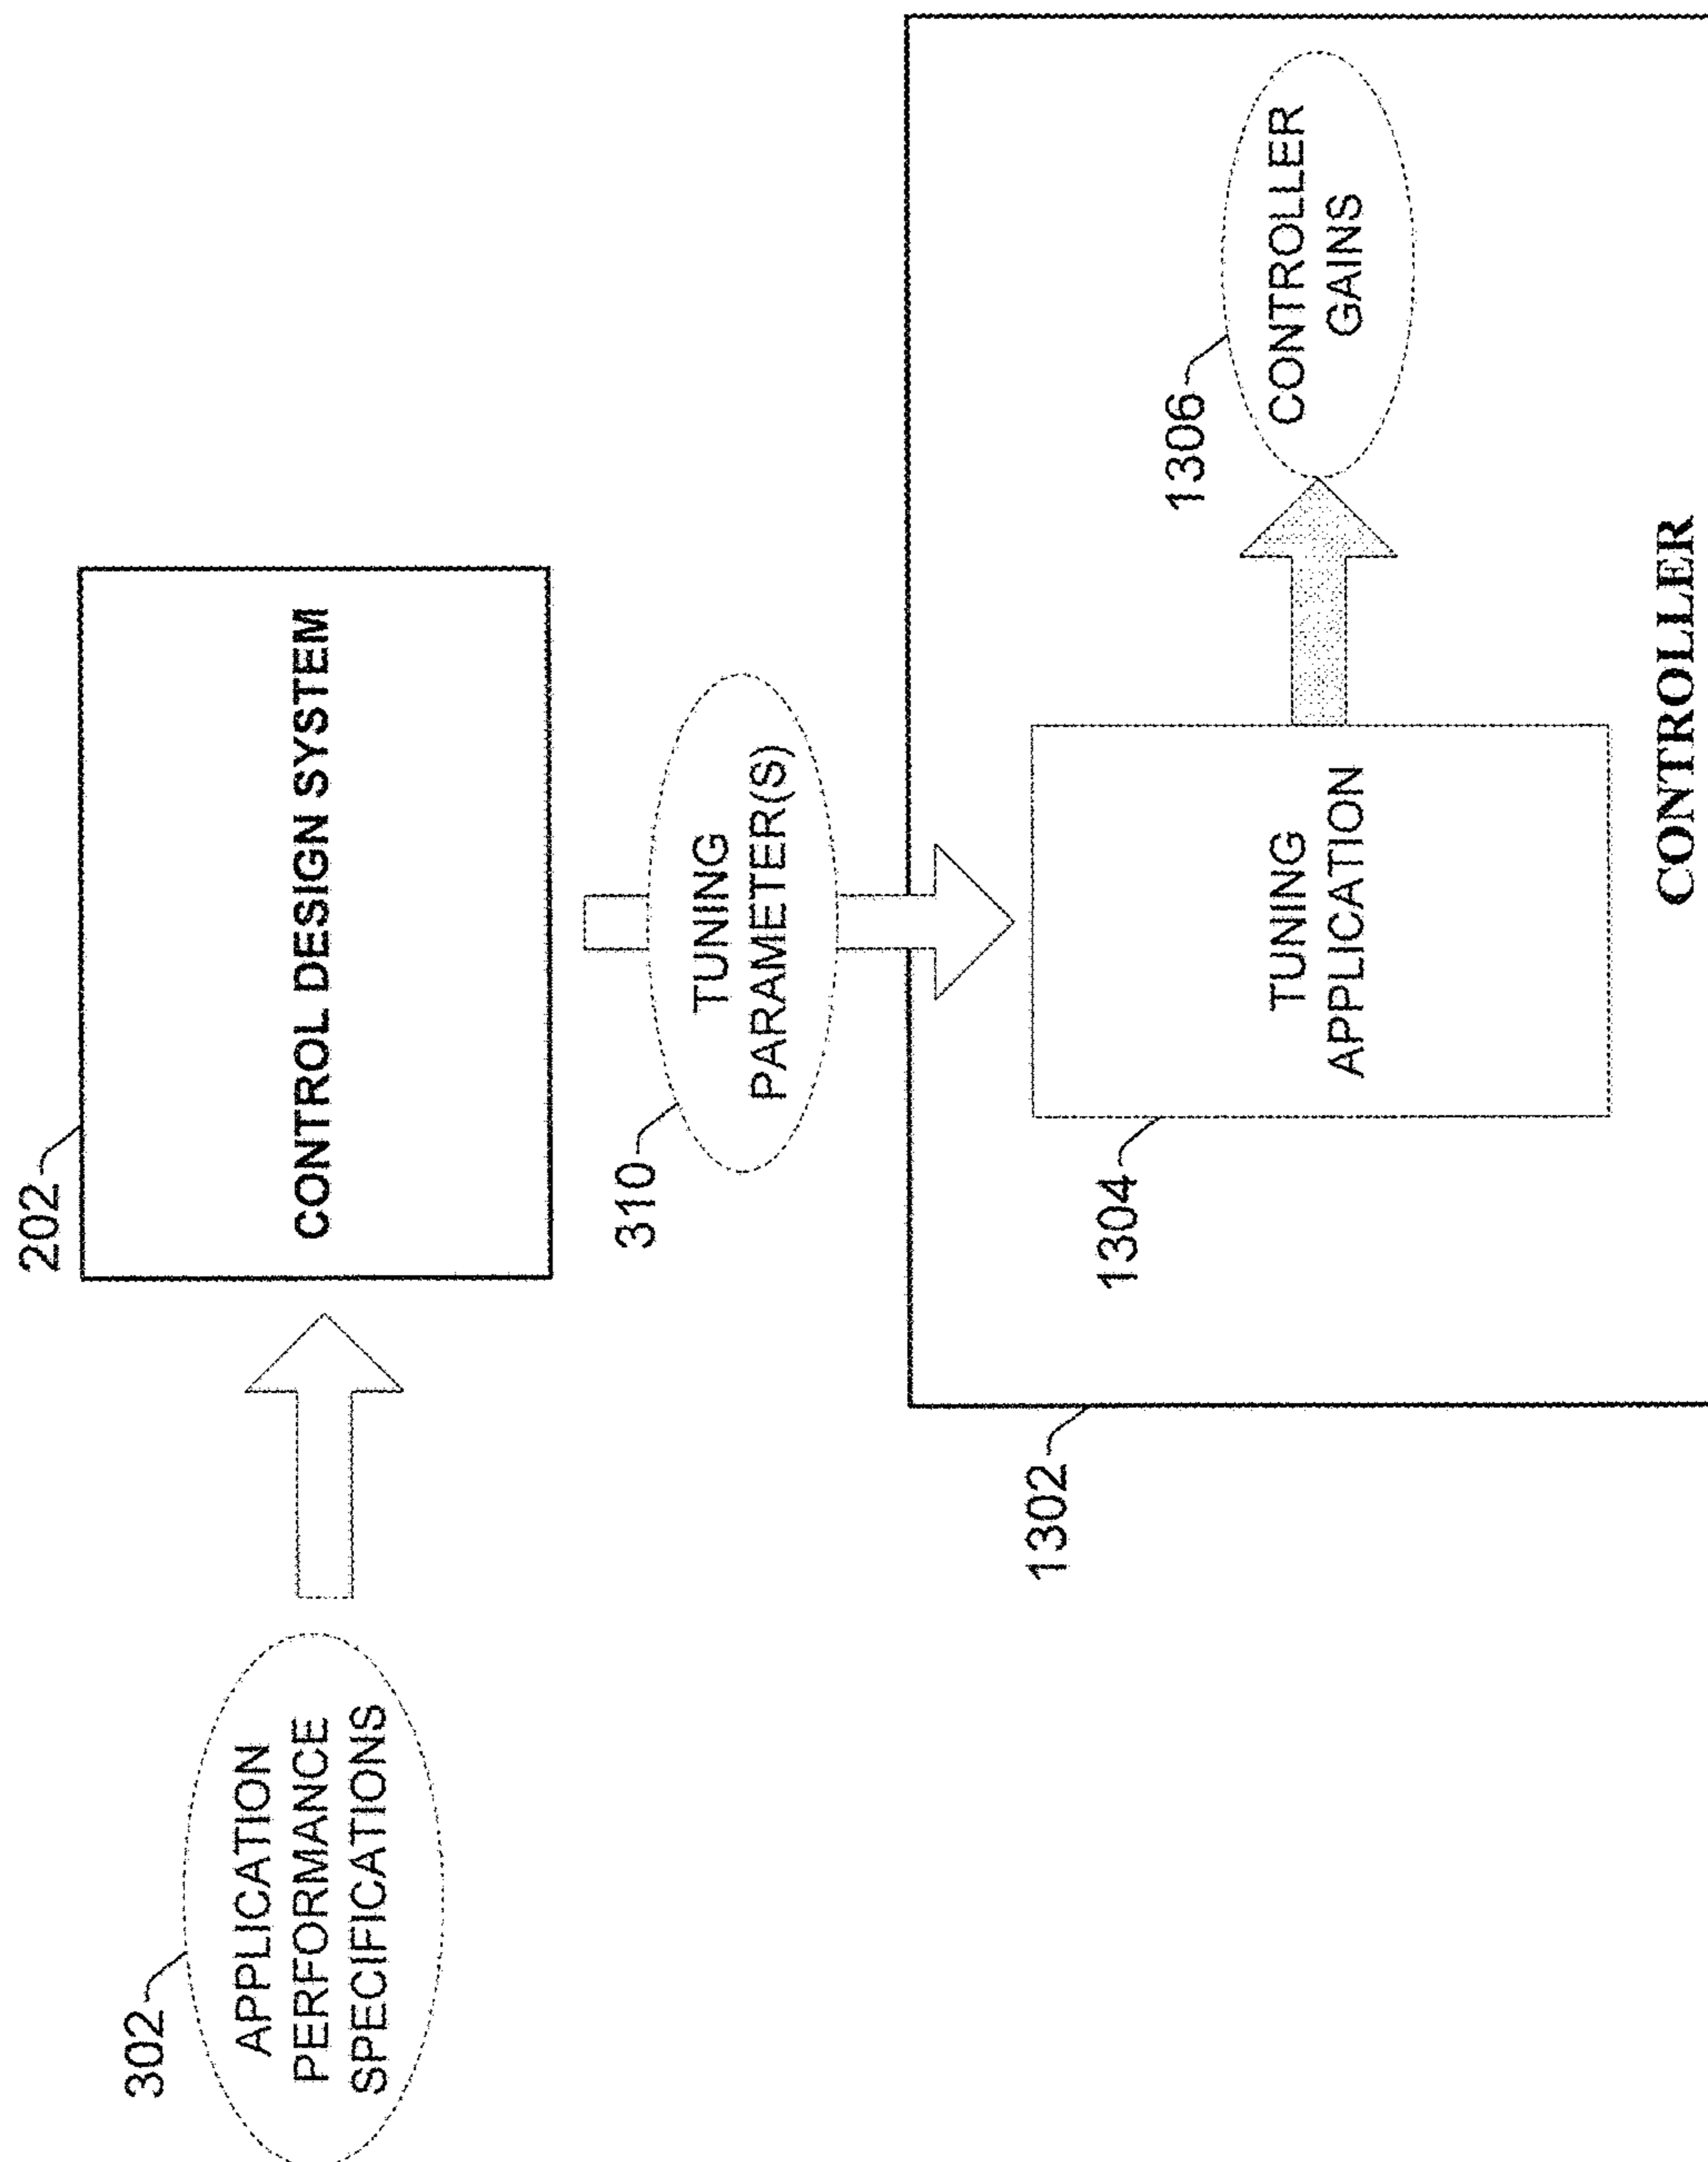 302
APPLICATION
PERFORMANCE
SPECIFICATIONS
202
CONTROL DESIGN SYSTEM
310
TUNING
PARAMETER(S)
1302
1304
TUNING
APPLICATION
1306
CONTROLLER
GAINS
CONTROLLER